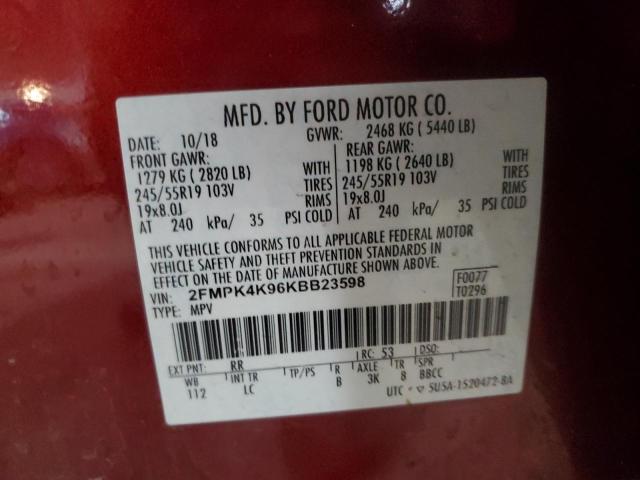 MFD. BY FORD MOTOR CO.
DATE: 10/18 GVWR: 2468 KG ( 5440 LB)
FRONT GAWR: REAR GAWR:
1279 KG ( 2820 LB) WITH 1198 KG ( 2640 LB) WITH
245/55R19 103V TIRES 245/55R19 103V TIRES
19x8.0J RIMS 19x8.0J RIMS
AT 240 kPa/ 35 PSI COLD AT 240 kPa/ 35 PSI COLD
THIS VEHICLE CONFORMS TO ALL APPLICABLE FEDERAL MOTOR
VEHICLE SAFETY AND THEFT PREVENTION STANDARDS IN
EFFECT ON THE DATE OF MANUFACTURE SHOWN ABOVE.
VIN: 2FMPK4K96KBB23598 F0077
TYPE: MPV T0296
EXT PNT: RR RC: 53 DSO:
WB INT TR TP/PS R AXLE TR SPR
112 LC B 3K 8 BBCC
UTC 5U5A-1520472-BA